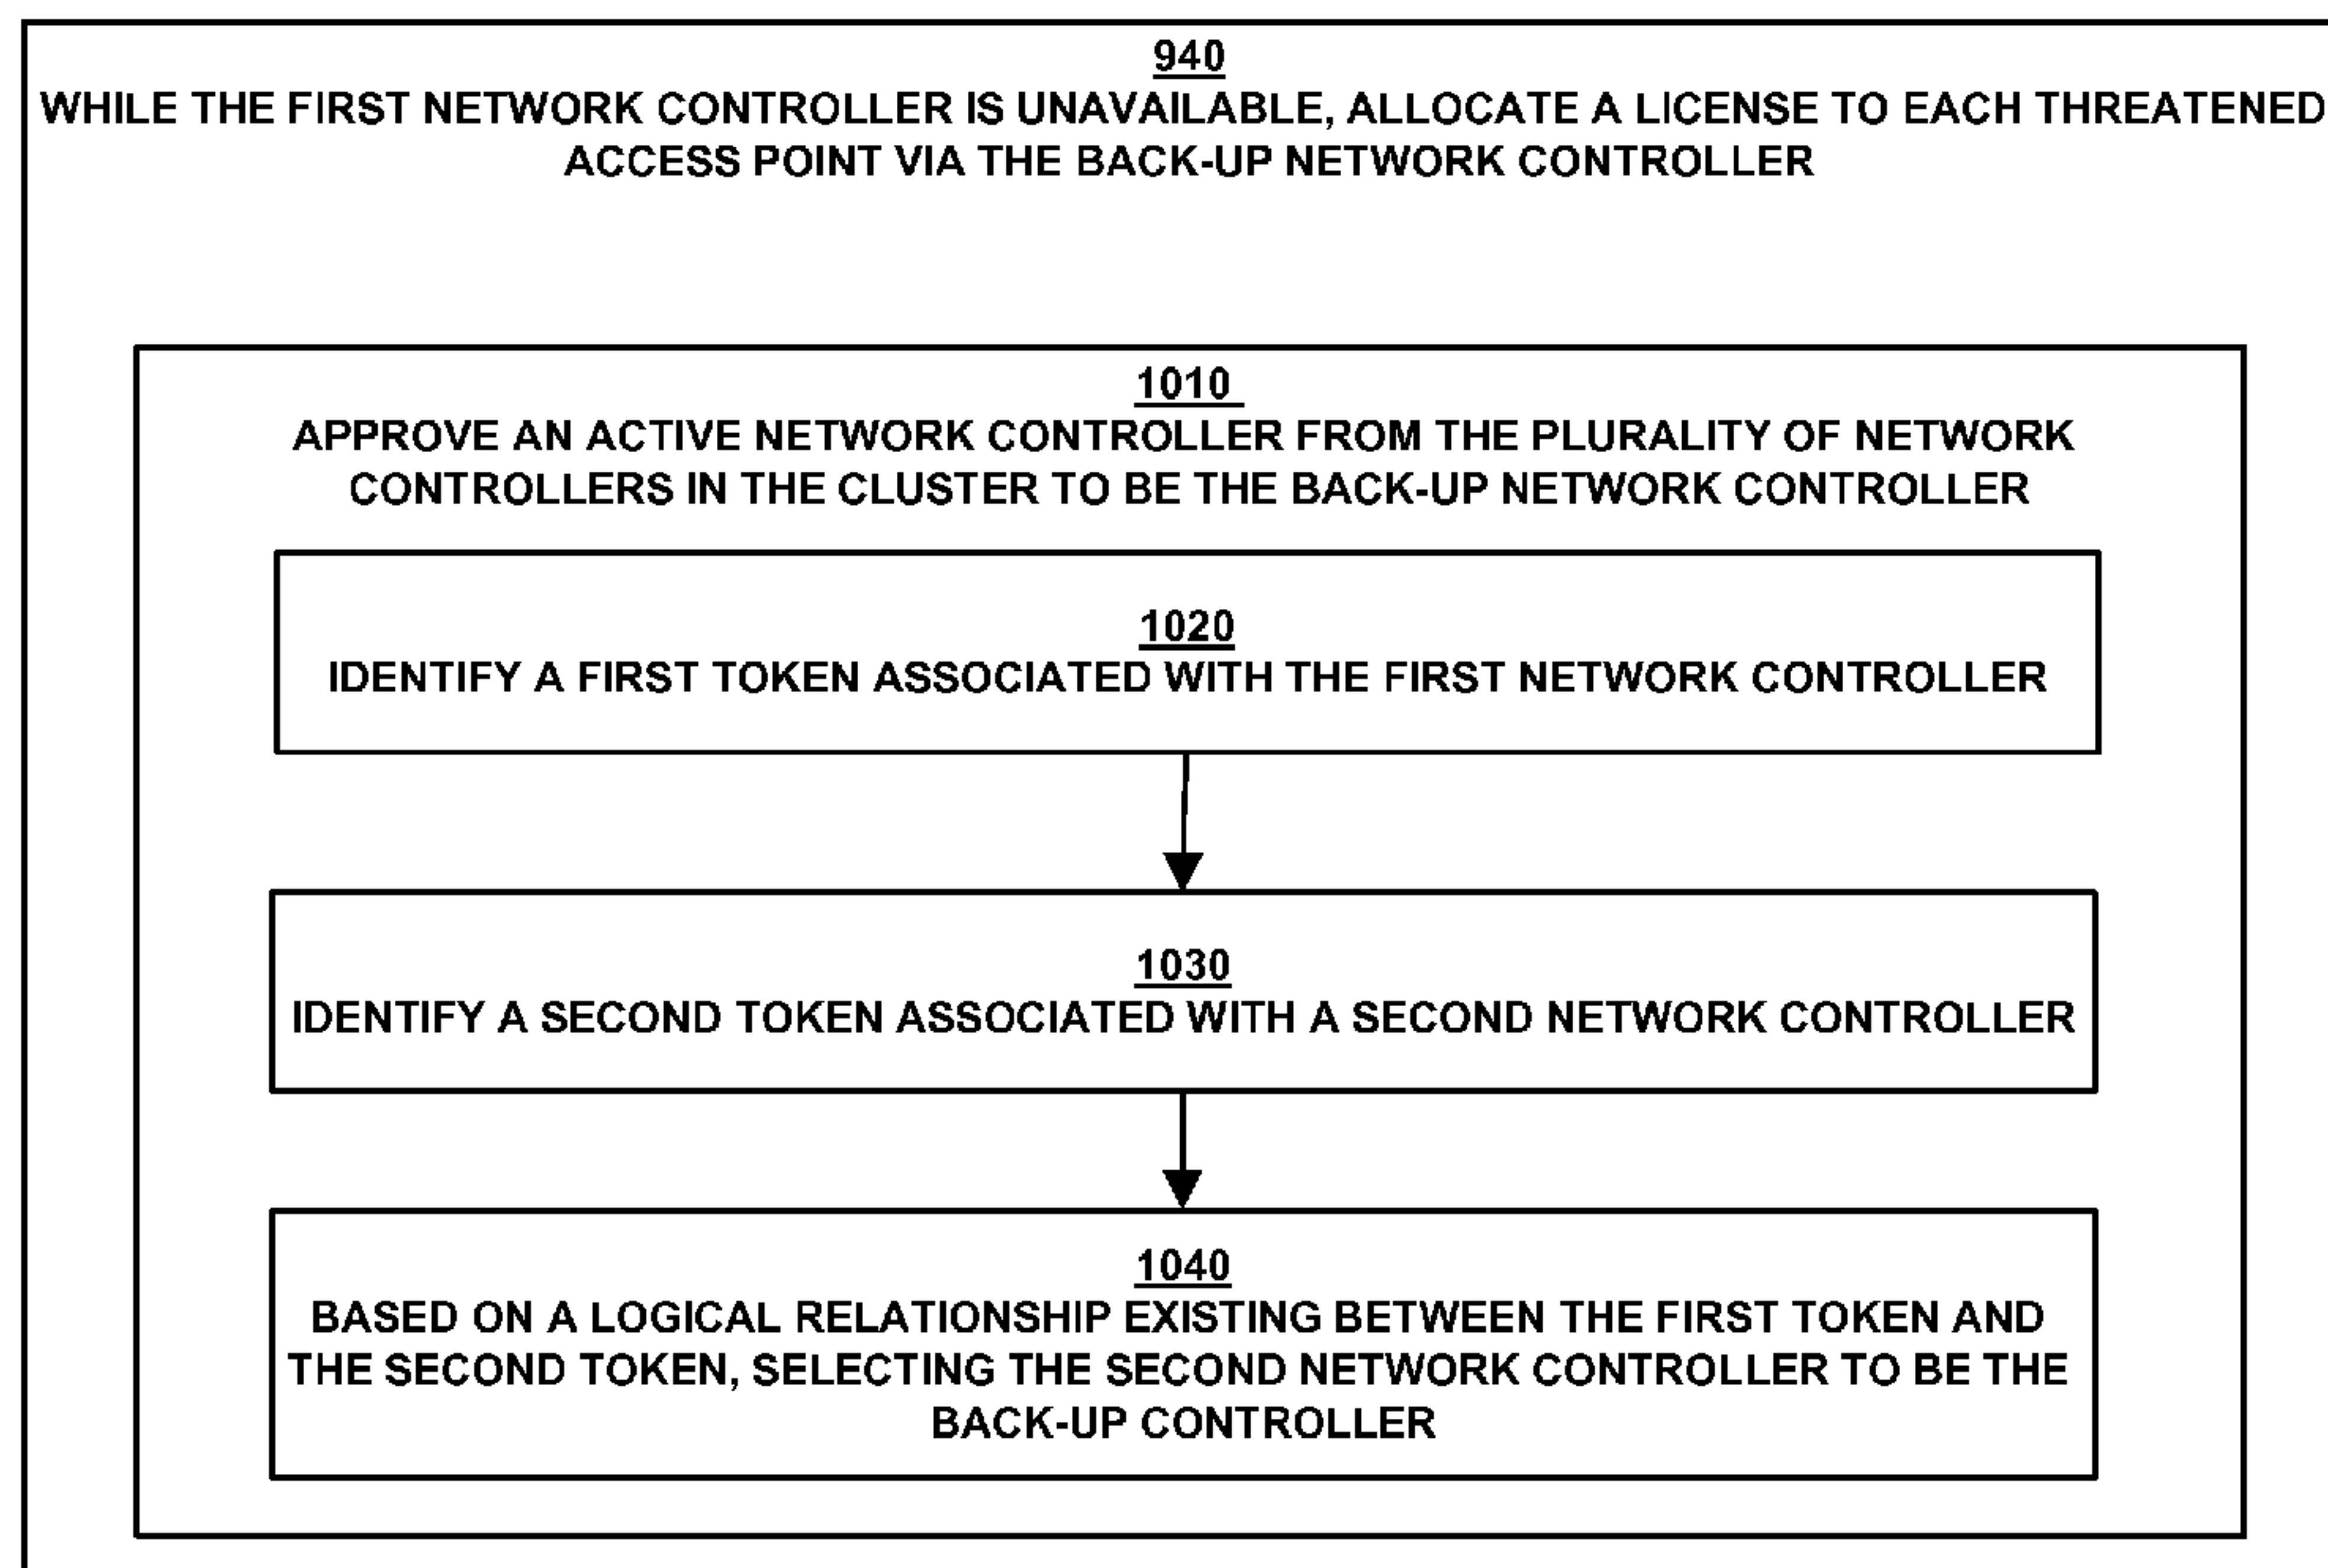 940
WHILE THE FIRST NETWORK CONTROLLER IS UNAVAILABLE, ALLOCATE A LICENSE TO EACH THREATENED
ACCESS POINT VIA THE BACK-UP NETWORK CONTROLLER
1010
APPROVE AN ACTIVE NETWORK CONTROLLER FROM THE PLURALITY OF NETWORK
CONTROLLERS IN THE CLUSTER TO BE THE BACK-UP NETWORK CONTROLLER
1020
IDENTIFY A FIRST TOKEN ASSOCIATED WITH THE FIRST NETWORK CONTROLLER
1030
IDENTIFY A SECOND TOKEN ASSOCIATED WITH A SECOND NETWORK CONTROLLER
1040
BASED ON A LOGICAL RELATIONSHIP EXISTING BETWEEN THE FIRST TOKEN AND
THE SECOND TOKEN, SELECTING THE SECOND NETWORK CONTROLLER TO BE THE
BACK-UP CONTROLLER